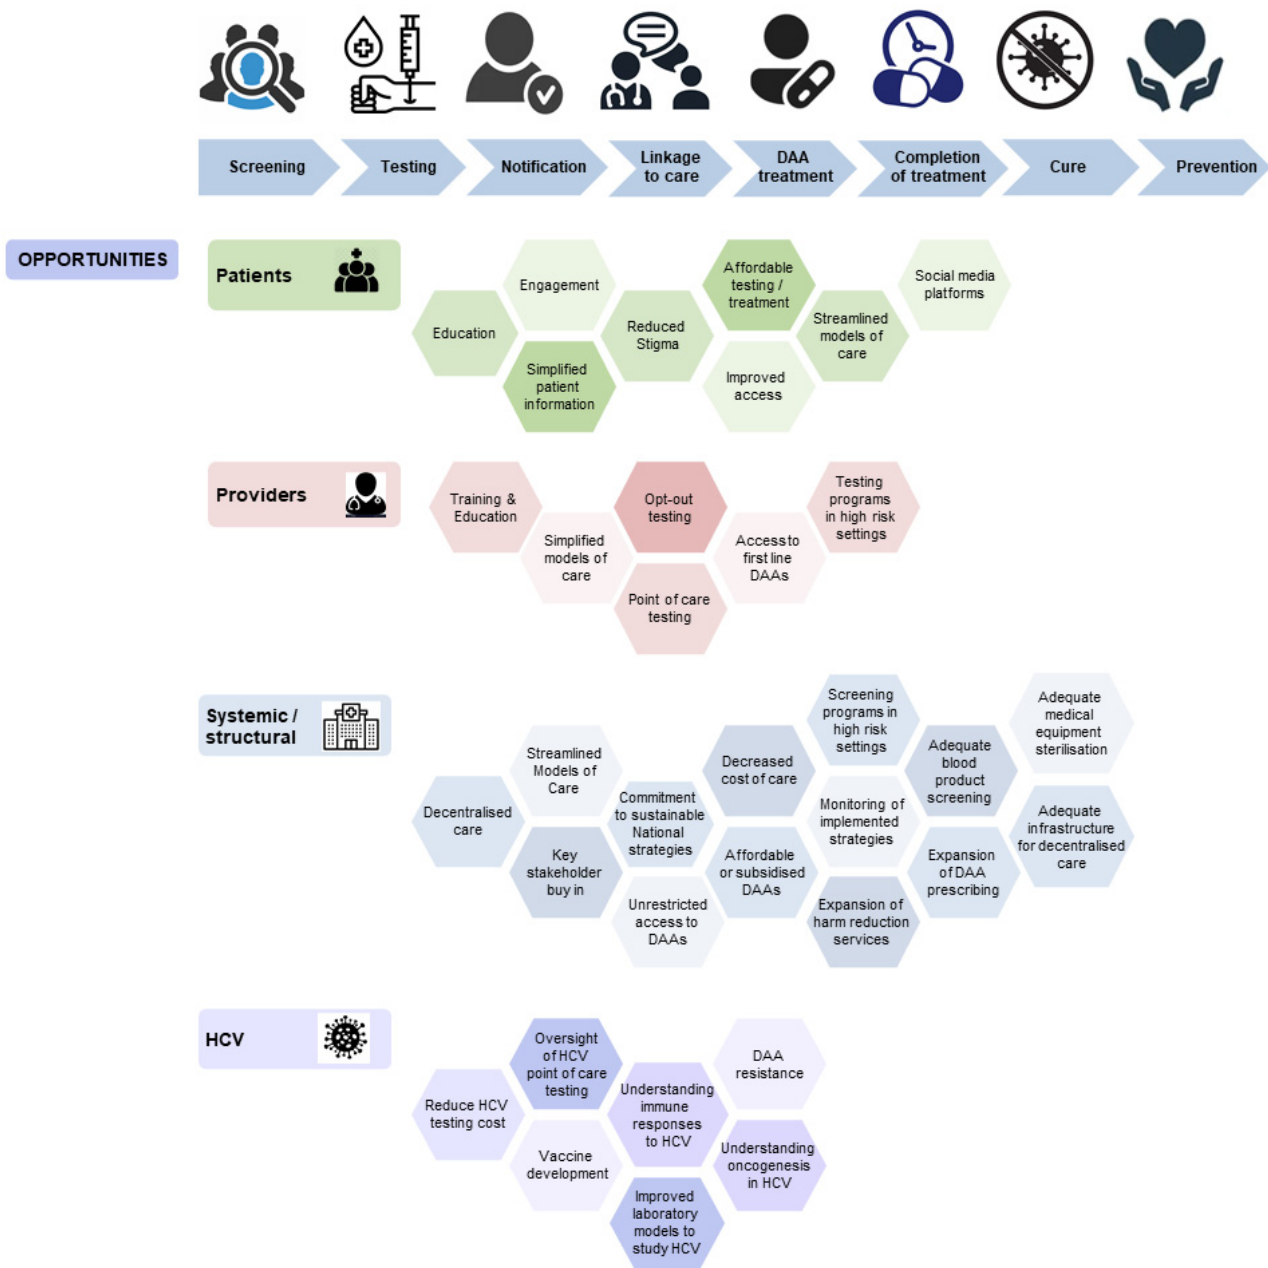 Screening
Testing
Notification
Linkage
to care
DAA
treatment
Completion
of treatment
Cure
Prevention
OPPORTUNITIES
Patients
Education
Engagement
Simplified
patient
information
Reduced
Stigma
Affordable
testing /
treatment
Improved
access
Streamlined
models of
care
Social media
platforms
Providers
Training &
Education
Simplified
models of
care
Opt-out
testing
Point of care
testing
Access to
first line
DAAs
Testing
programs
in high risk
settings
Systemic /
structural
Decentralised
care
Streamlined
Models of
Care
Key
stakeholder
buy in
Commitment
to sustainable
National
strategies
Unrestricted
access to
DAAs
Decreased
cost of care
Affordable
or subsidised
DAAs
Screening
programs in
high risk
settings
Monitoring of
implemented
strategies
Expansion of
harm reduction
services
Adequate
blood
product
screening
Expansion
of DAA
prescribing
Adequate
medical
equipment
sterilisation
Adequate
infrastructure
for decentralised
care
HCV
Reduce HCV
testing cost
Oversight
of HCV
point of care
testing
Vaccine
development
Understanding
immune
responses
to HCV
Improved
laboratory
models to
study HCV
DAA
resistance
Understanding
oncogenesis
in HCV